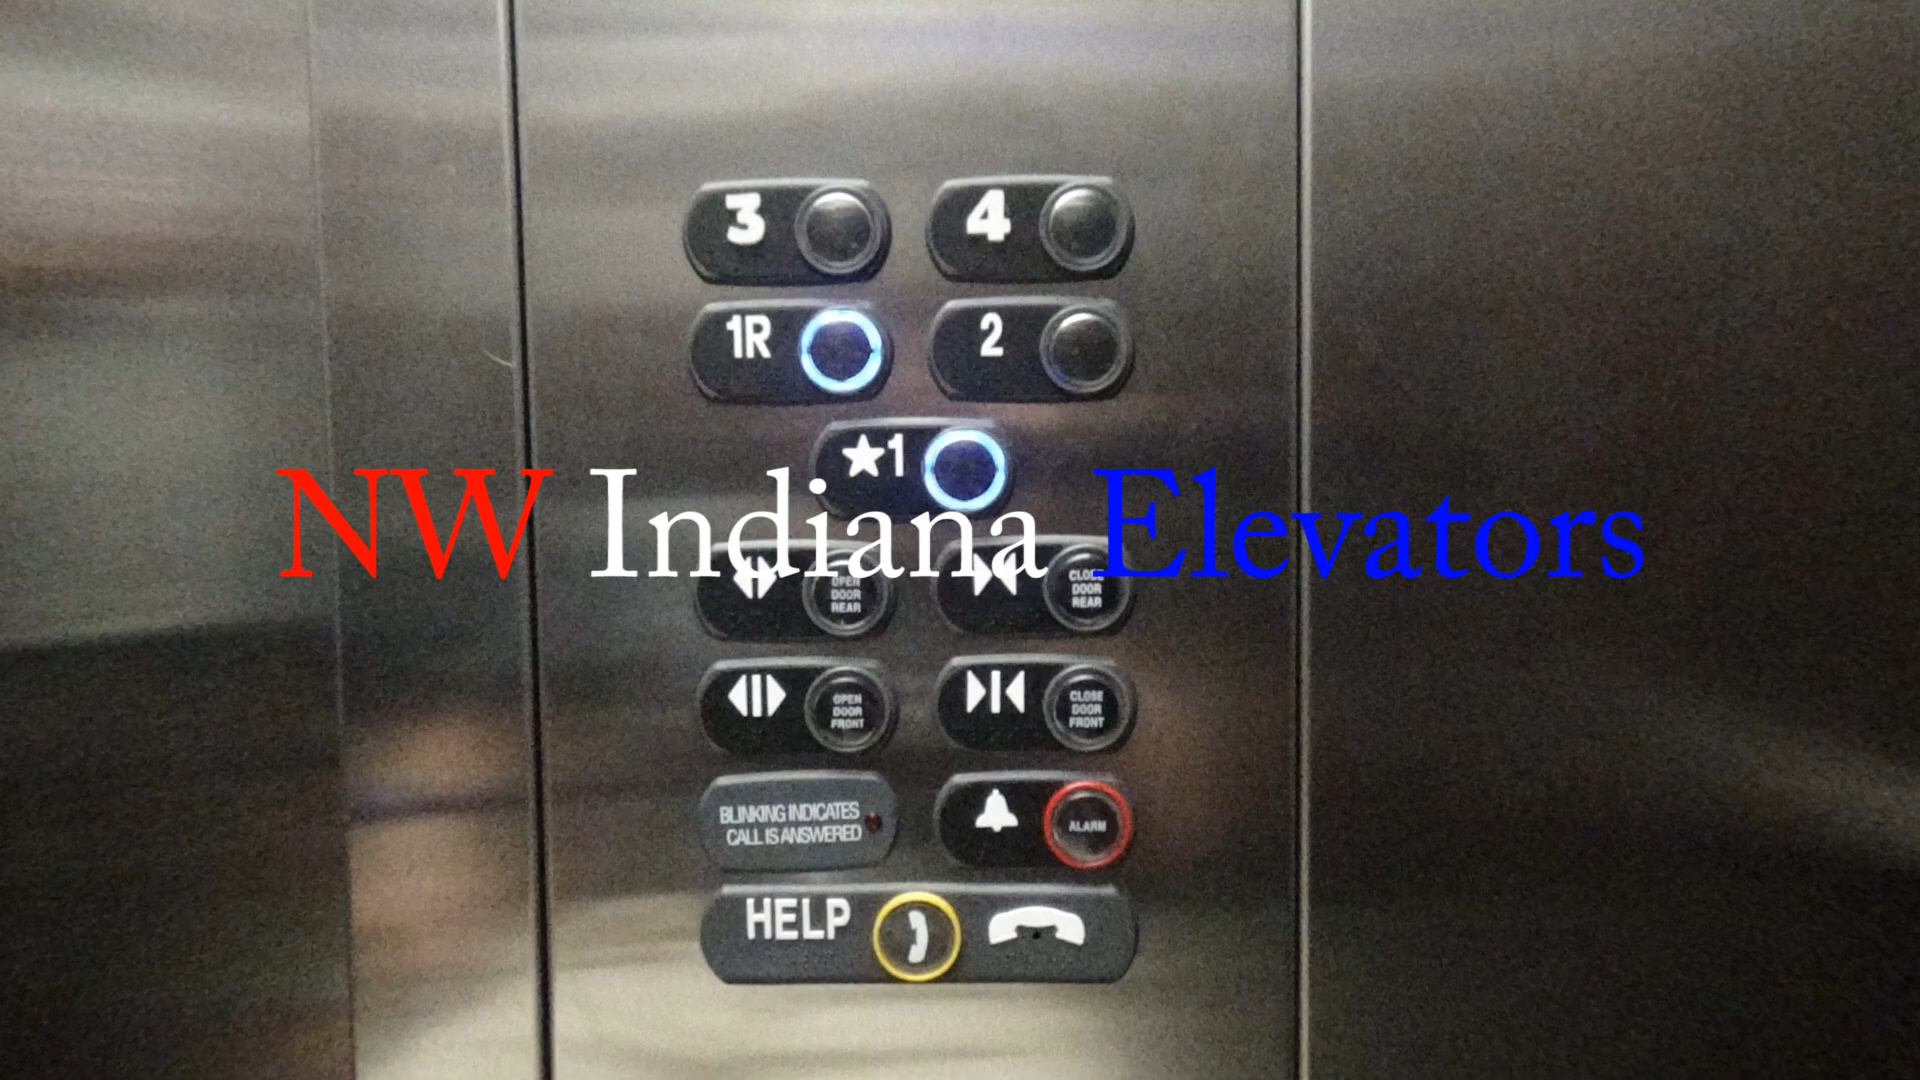 3
4
1R
2
★1
NW Indiana Elevators
OPEN
DOOR
REAR
CLOSE
DOOR
REAR
OPEN
DOOR
FRONT
CLOSE
DOOR
FRONT
BLINKING INDICATES
CALL IS ANSWERED
ALARM
HELP